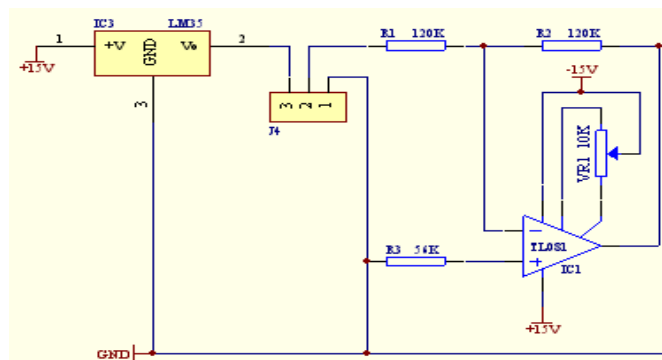 IC3 LM35
1 +V GND Vo 2
+15V
3
3 2 1
J4
R1 120K
R2 120K
-15V
VR1 10K
R3 56K
TL081
IC1
+15V
GND